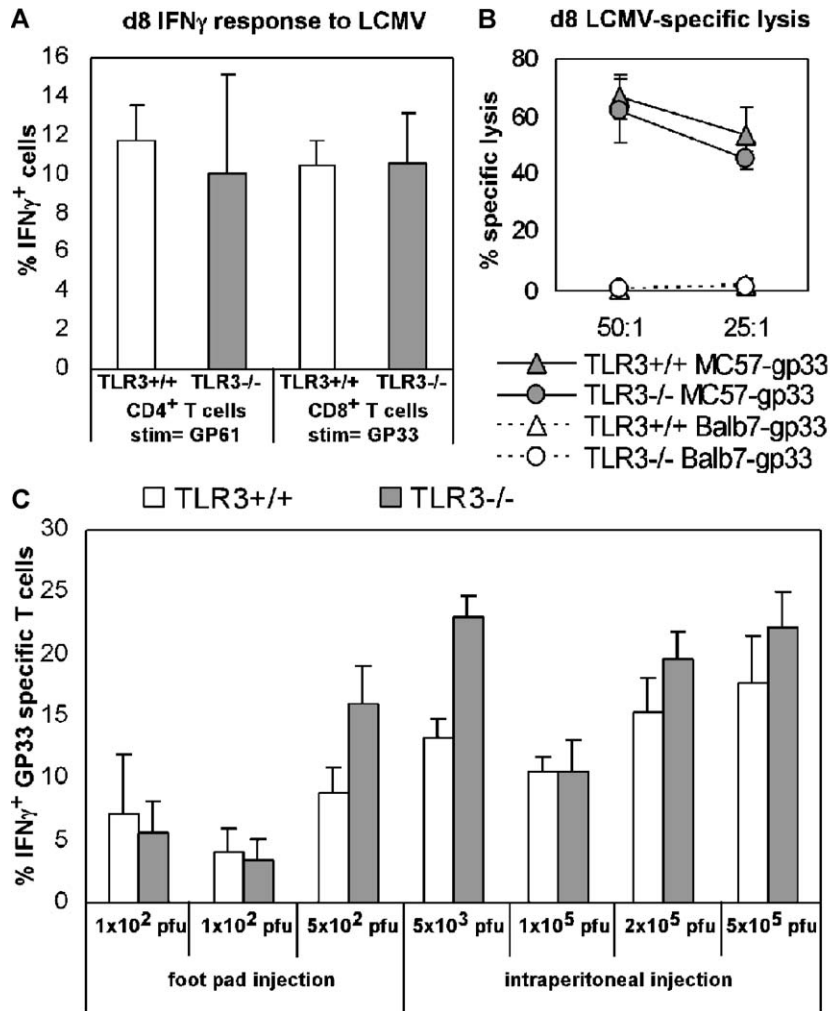 A
d8 IFNγ response to LCMV
% IFNγ⁺ cells
16
14
12
10
8
6
4
2
0
TLR3+/+ TLR3-/- TLR3+/+ TLR3-/-
CD4⁺ T cells CD8⁺ T cells
stim= GP61 stim= GP33
B
d8 LCMV-specific lysis
% specific lysis
80
60
40
20
0
50:1 25:1
TLR3+/+ MC57-gp33
TLR3-/- MC57-gp33
TLR3+/+ Balb7-gp33
TLR3-/- Balb7-gp33
C
TLR3+/+ TLR3-/-
% IFNγ⁺ GP33 specific T cells
30
25
20
15
10
5
0
1x10² pfu 1x10² pfu 5x10² pfu 5x10³ pfu 1x10⁵ pfu 2x10⁵ pfu 5x10⁵ pfu
foot pad injection intraperitoneal injection